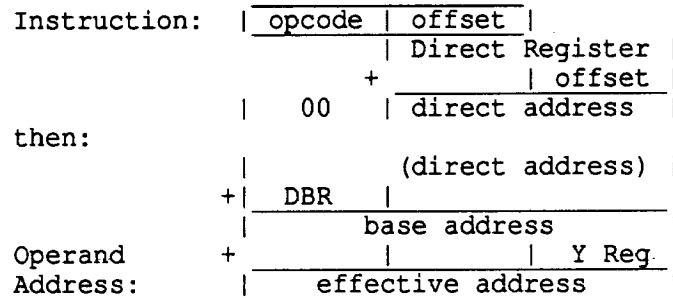 Instruction: | opcode | offset |
| Direct Register |
+ | offset |
| 00 | direct address |
then:
| (direct address) |
+| DBR |
| base address |
Operand + | | Y Reg |
Address: | effective address |